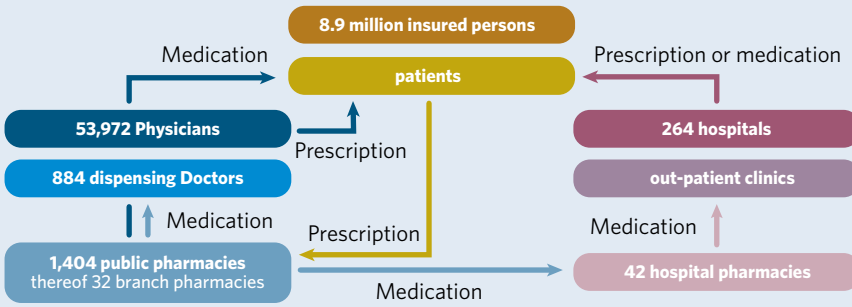 8.9 million insured persons
Medication
Prescription or medication
patients
53,972 Physicians
264 hospitals
Prescription
884 dispensing Doctors
out-patient clinics
Medication
Prescription
Medication
1,404 public pharmacies
thereof 32 branch pharmacies
42 hospital pharmacies
Medication